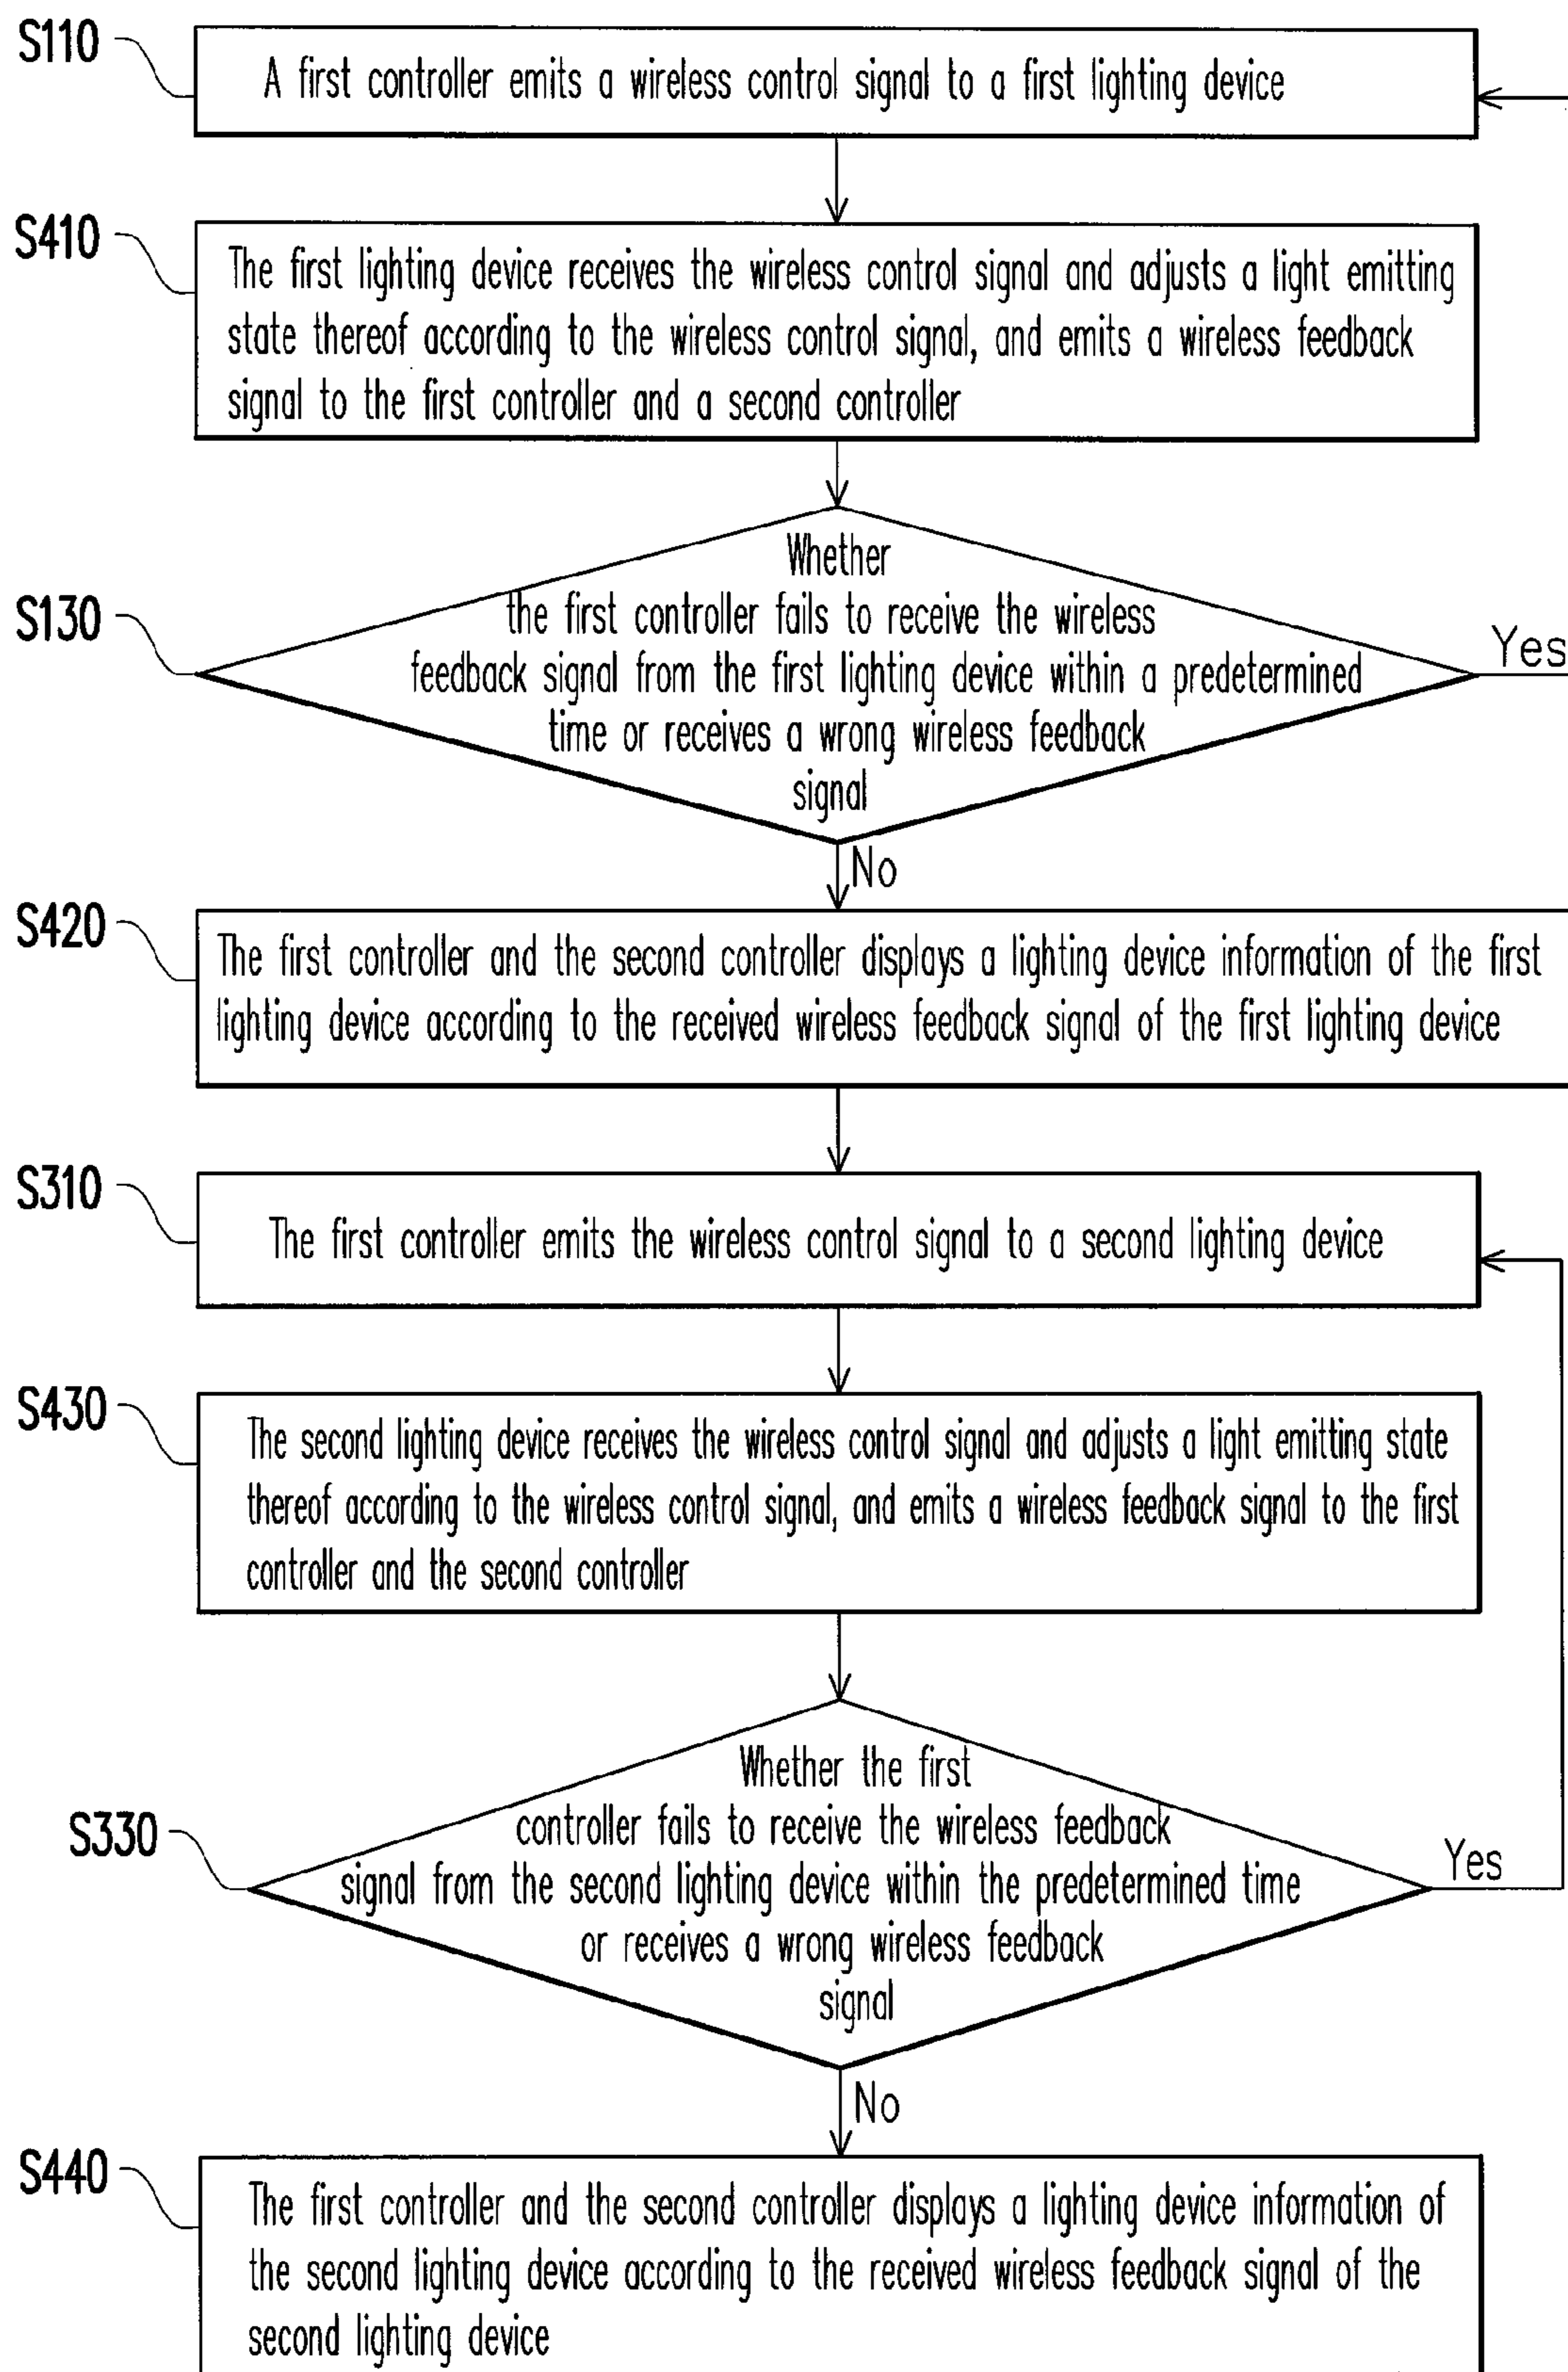 S110
A first controller emits a wireless control signal to a first lighting device
S410
The first lighting device receives the wireless control signal and adjusts a light emitting
state thereof according to the wireless control signal, and emits a wireless feedback
signal to the first controller and a second controller
S130
Whether
the first controller fails to receive the wireless
feedback signal from the first lighting device within a predetermined
time or receives a wrong wireless feedback
signal
Yes
No
S420
The first controller and the second controller displays a lighting device information of the first
lighting device according to the received wireless feedback signal of the first lighting device
S310
The first controller emits the wireless control signal to a second lighting device
S430
The second lighting device receives the wireless control signal and adjusts a light emitting state
thereof according to the wireless control signal, and emits a wireless feedback signal to the first
controller and the second controller
S330
Whether the first
controller fails to receive the wireless feedback
signal from the second lighting device within the predetermined time
or receives a wrong wireless feedback
signal
Yes
No
S440
The first controller and the second controller displays a lighting device information of
the second lighting device according to the received wireless feedback signal of the
second lighting device